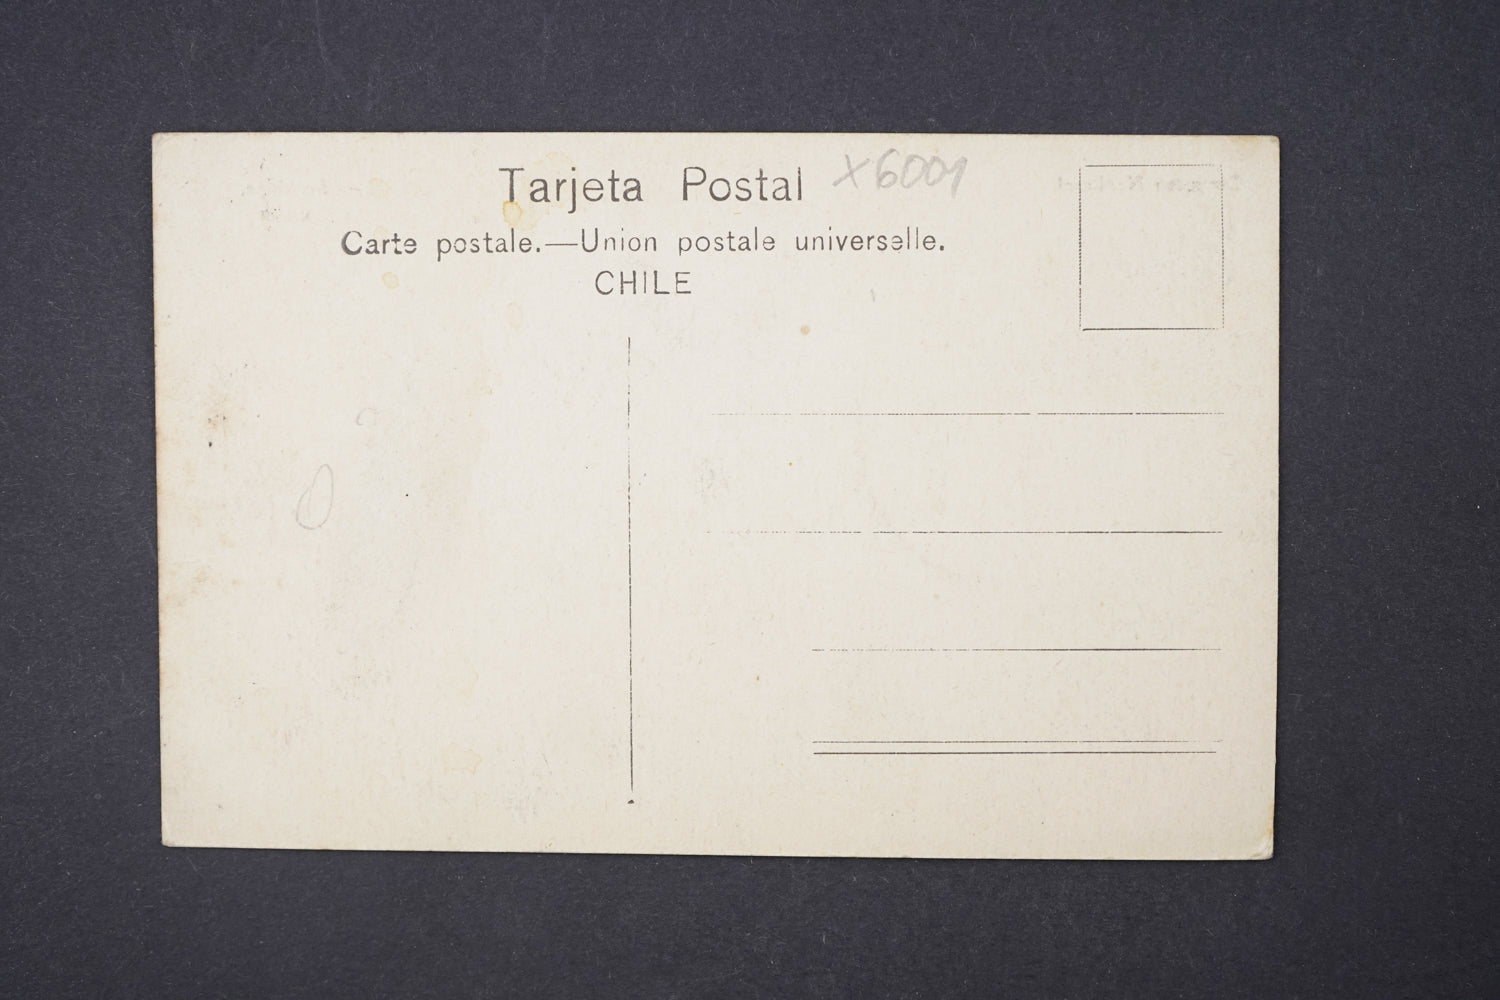 Tarjeta Postal x6001
Carte postale.—Union postale universelle.
CHILE